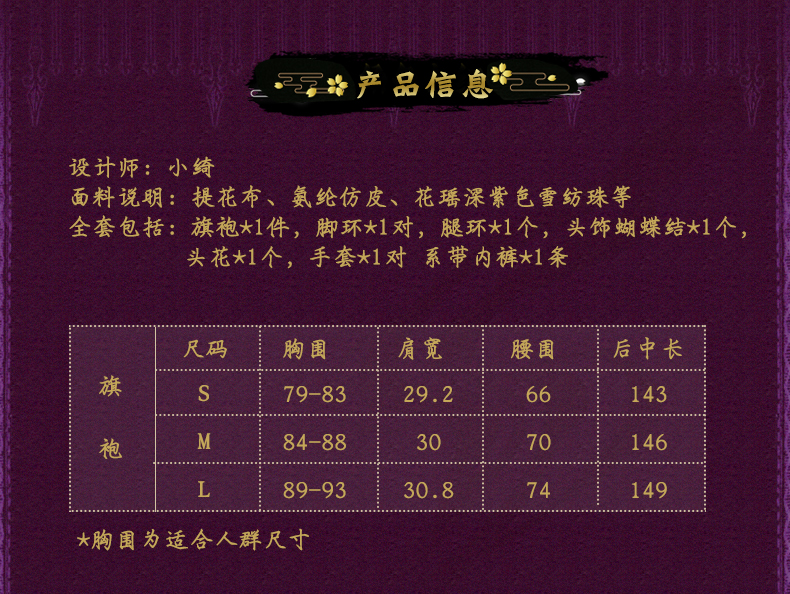 产品信息
设计师：小绮
面料说明：提花布、氨纶仿皮、花瑶深紫色雪纺珠等
全套包括：旗袍*1件，脚环*1对，腿环*1个，头饰蝴蝶结*1个，
头花*1个，手套*1对 系带内裤*1条
旗袍
尺码 胸围 肩宽 腰围 后中长
S 79-83 29.2 66 143
M 84-88 30 70 146
L 89-93 30.8 74 149
*胸围为适合人群尺寸